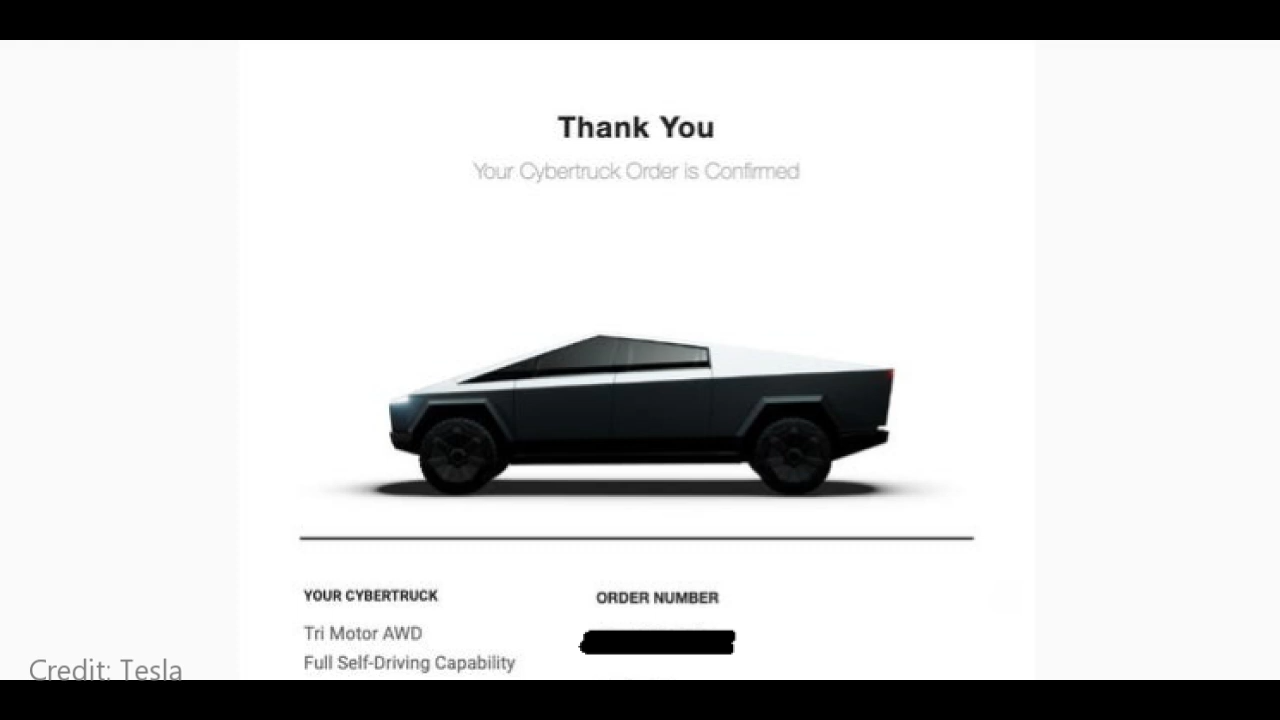 Thank You
Your Cybertruck Order is Confirmed
YOUR CYBERTRUCK
ORDER NUMBER
Tri Motor AWD
Full Self-Driving Capability
Credit: Tesla